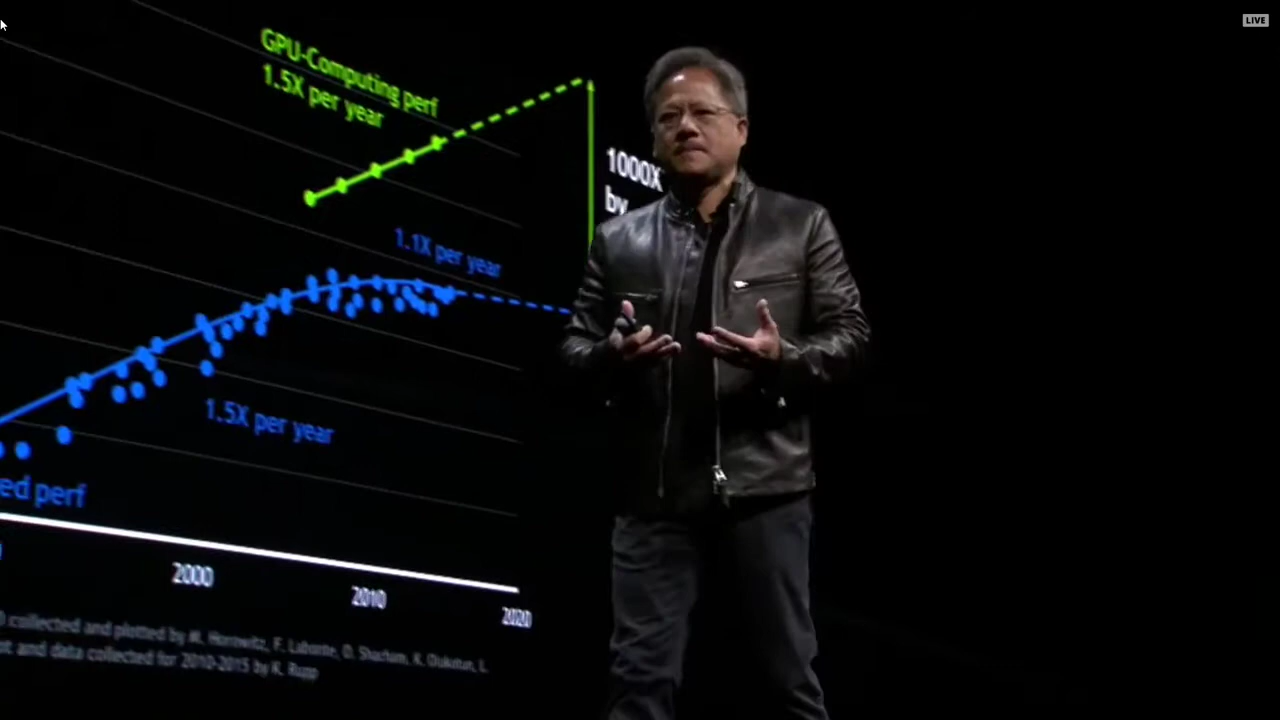 LIVE
GPU-Computing perf
1.5X per year
1000X
by
1.1X per year
1.5X per year
ed perf
2000
2010
2020
collected and plotted by M. Horowitz, F. Labonte, O. Shacham, K. Olukotun, L.
ot and data collected for 2010-2015 by K. Rupp